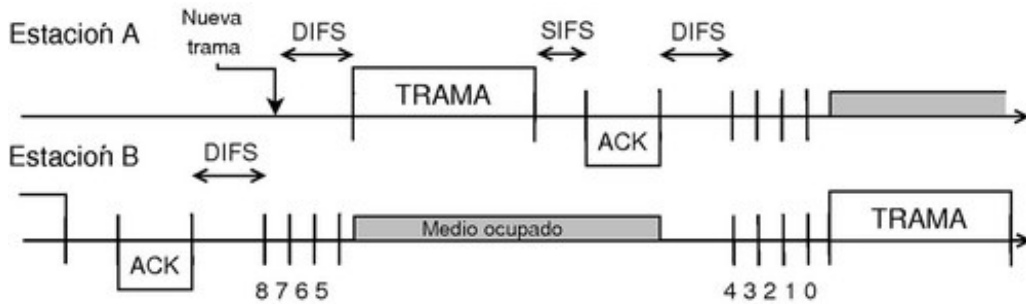 Nueva
trama
Estación A
DIFS
SIFS
DIFS
TRAMA
ACK
Estación B
DIFS
Medio ocupado
TRAMA
ACK
8 7 6 5
4 3 2 1 0